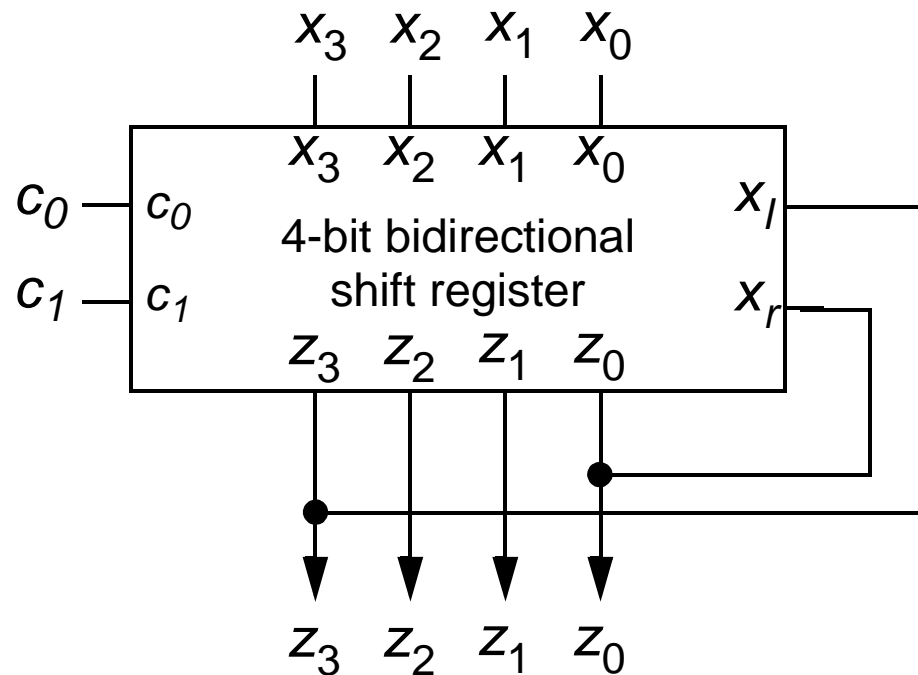 x3 x2 x1 x0
x3 x2 x1 x0
c0 c0 xl
4-bit bidirectional
shift register
c1 c1 xr
z3 z2 z1 z0
z3 z2 z1 z0